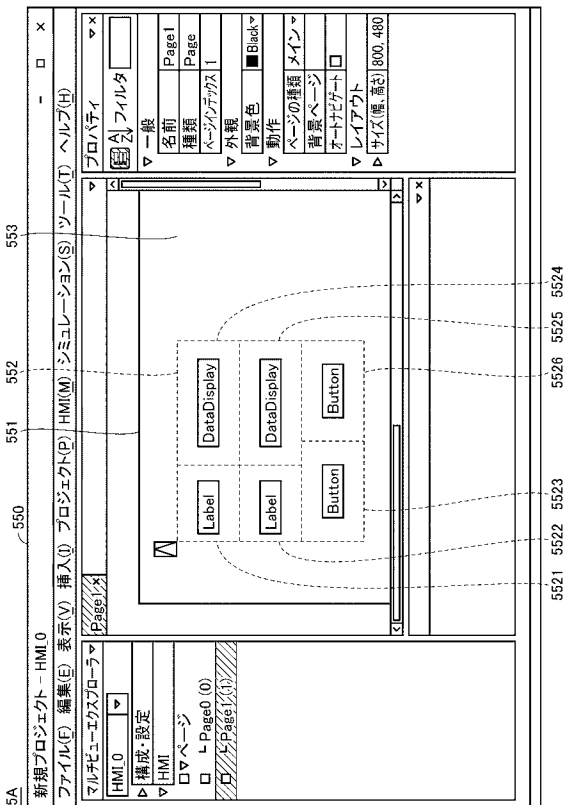 5A
550
新規プロジェクト - HMI_0
- □ ×
ファイル(F) 編集(E) 表示(V) 挿入(I) プロジェクト(P) HMI(M) シミュレーション(S) ツール(T) ヘルプ(H)
マルチビューエクスプローラ
HMI_0
構成・設定
HMI
ページ
Page0 (0)
Page1 (1)
Page1 ×
551
552
553
Label
DataDisplay
Label
DataDisplay
Button
Button
5521
5522
5523
5524
5525
5526
プロパティ
×
AZ フィルタ
一般
名前 Page1
種類 Page
ページインデックス 1
外観
背景色 Black
動作
ページの種類 メイン
背景ページ
オートナビゲート
レイアウト
サイズ(幅、高さ) 800, 480
×